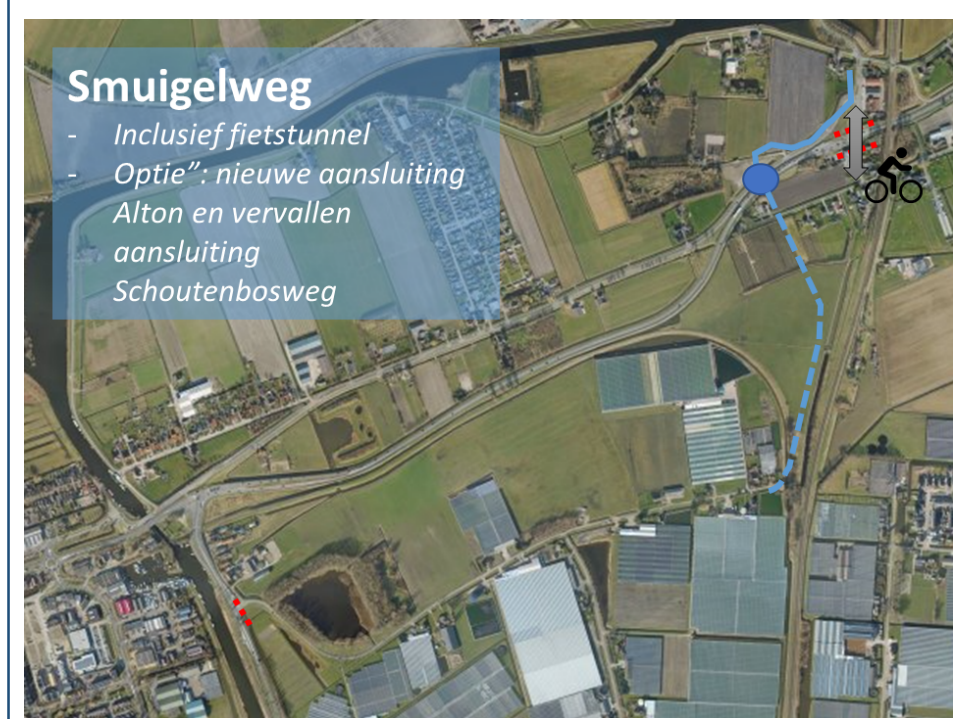 Smuigelweg
- Inclusief fietstunnel
- Optie”: nieuwe aansluiting
Alton en vervallen
aansluiting
Schoutenbosweg